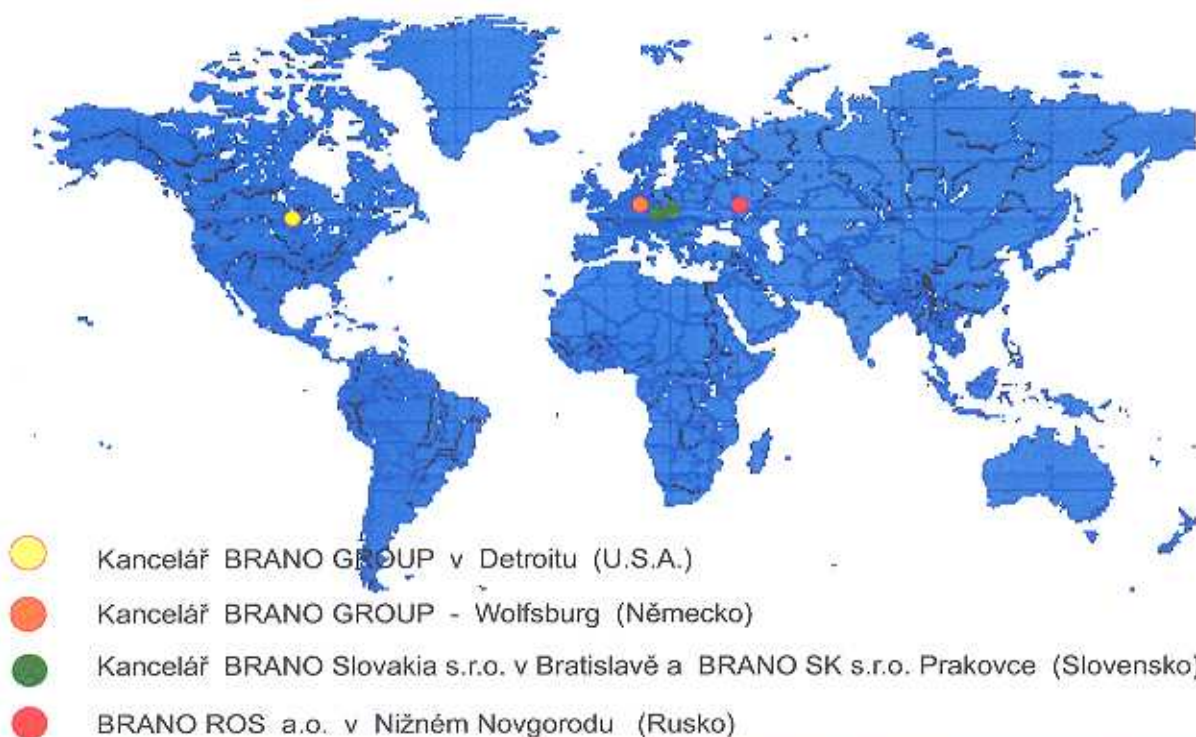 Kancelář BRANO GROUP v Detroitu (U.S.A.)
Kancelář BRANO GROUP - Wolfsburg (Německo)
Kancelář BRANO Slovakia s.r.o. v Bratislavě a BRANO SK s.r.o. Prakovce (Slovensko)
BRANO ROS a.o. v Nižném Novgorodu (Rusko)